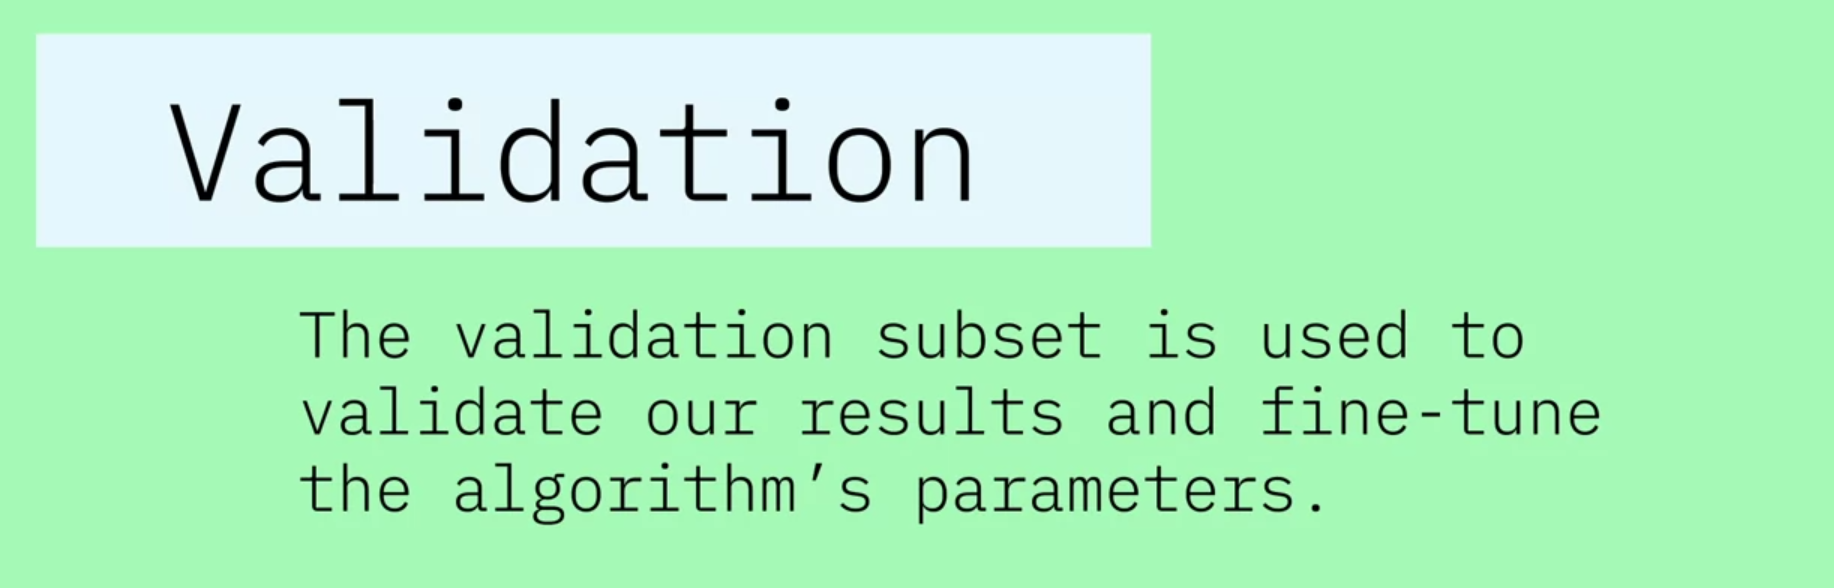 Validation
The validation subset is used to
validate our results and fine-tune
the algorithm’s parameters.